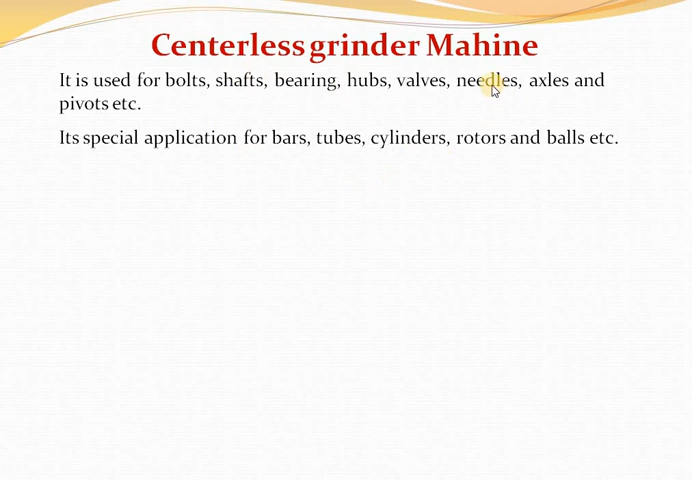 Centerless grinder Mahine
It is used for bolts, shafts, bearing, hubs, valves, needles, axles and
pivots etc.
Its special application for bars, tubes, cylinders, rotors and balls etc.